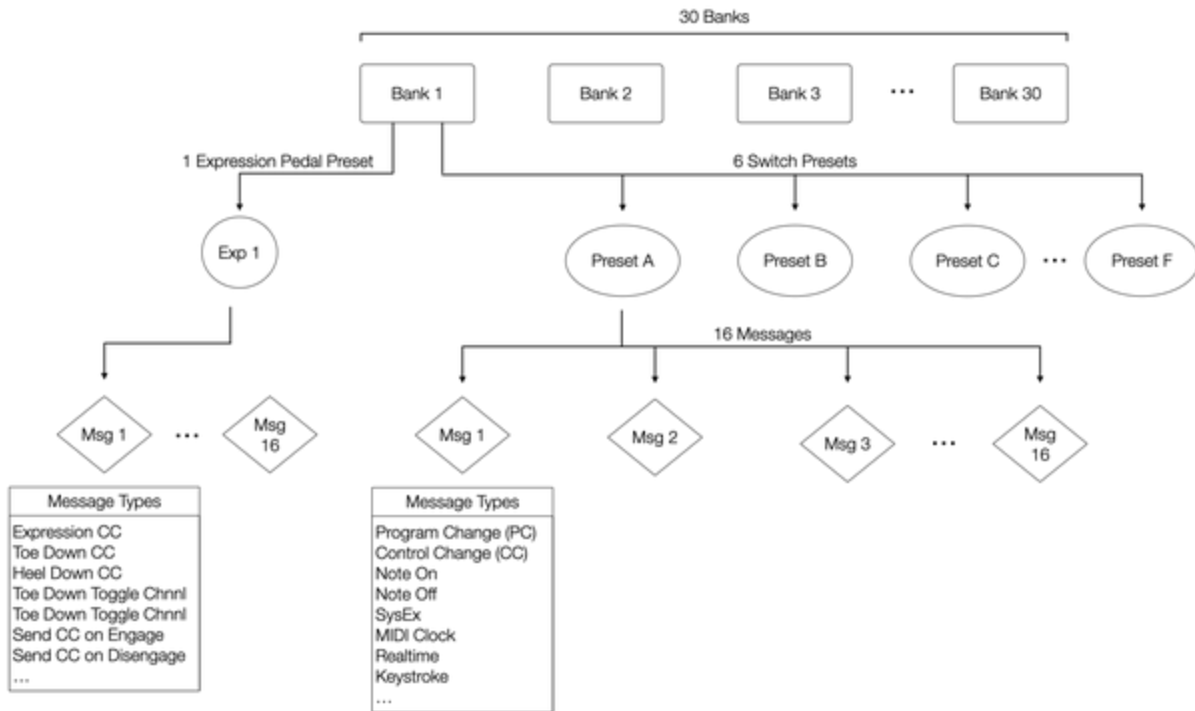 30 Banks
Bank 1
Bank 2
Bank 3
...
Bank 30
1 Expression Pedal Preset
6 Switch Presets
Exp 1
Preset A
Preset B
Preset C
...
Preset F
16 Messages
Msg 1
...
Msg
16
Msg 1
Msg 2
Msg 3
...
Msg
16
Message Types
Expression CC
Toe Down CC
Heel Down CC
Toe Down Toggle Chnnl
Toe Down Toggle Chnnl
Send CC on Engage
Send CC on Disengage
...
Message Types
Program Change (PC)
Control Change (CC)
Note On
Note Off
SysEx
MIDI Clock
Realtime
Keystroke
...